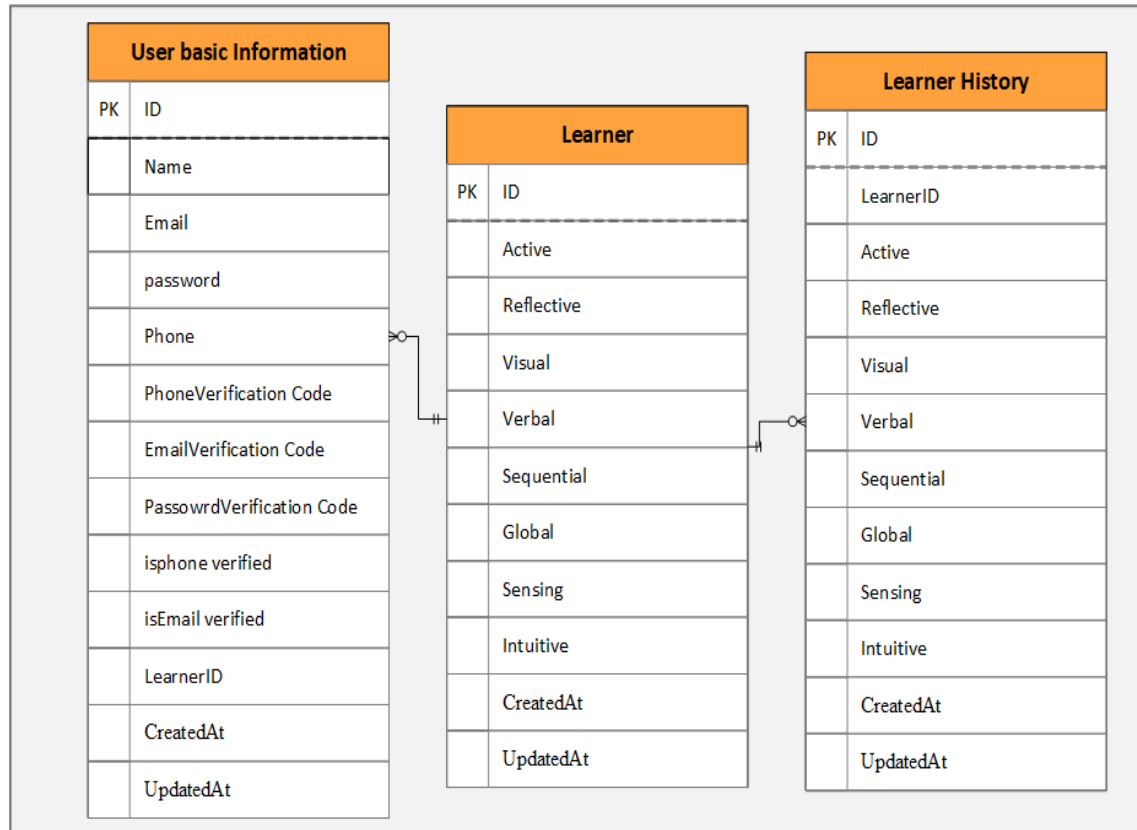 User basic Information
PK ID
Name
Email
password
Phone
PhoneVerification Code
EmailVerification Code
PassowrdVerification Code
isphone verified
isEmail verified
LearnerID
CreatedAt
UpdatedAt
Learner
PK ID
Active
Reflective
Visual
Verbal
Sequential
Global
Sensing
Intuitive
CreatedAt
UpdatedAt
Learner History
PK ID
LearnerID
Active
Reflective
Visual
Verbal
Sequential
Global
Sensing
Intuitive
CreatedAt
UpdatedAt